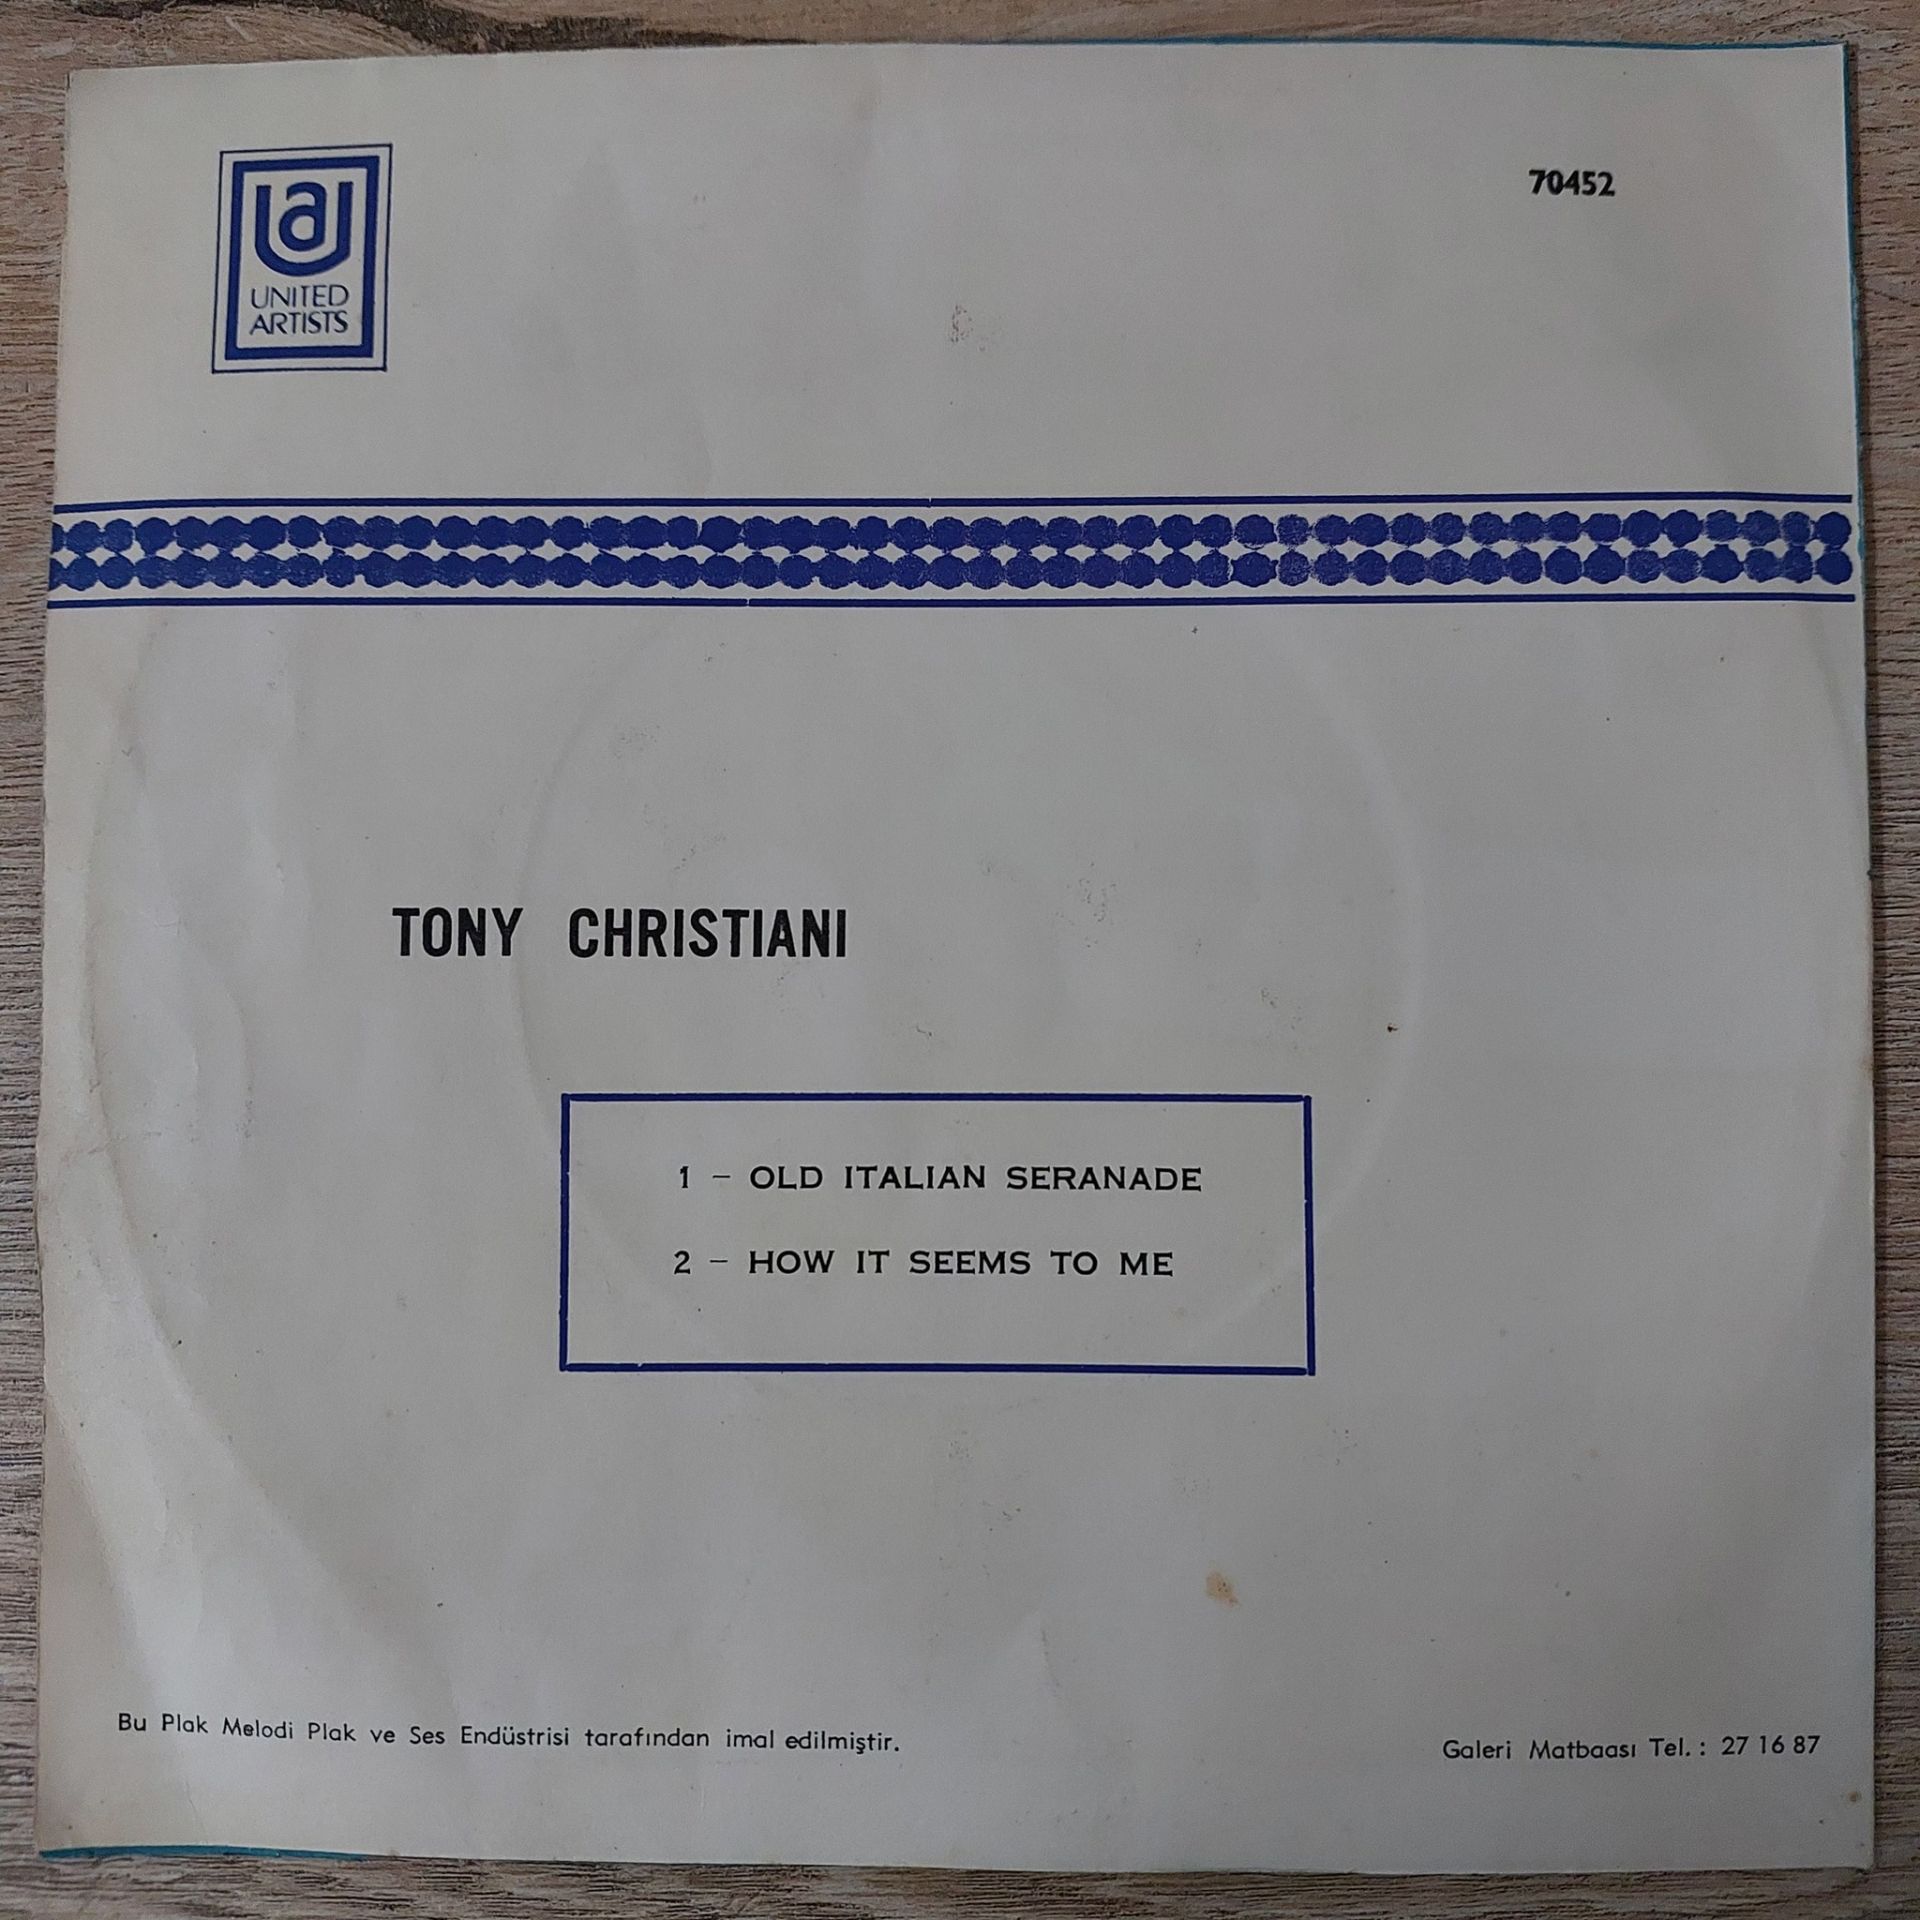 UA
UNITED
ARTISTS
70452
TONY CHRISTIANI
1 - OLD ITALIAN SERANADE
2 - HOW IT SEEMS TO ME
Bu Plak Melodi Plak ve Ses Endüstrisi tarafından imal edilmiştir.
Galeri Matbaası Tel. : 27 16 87